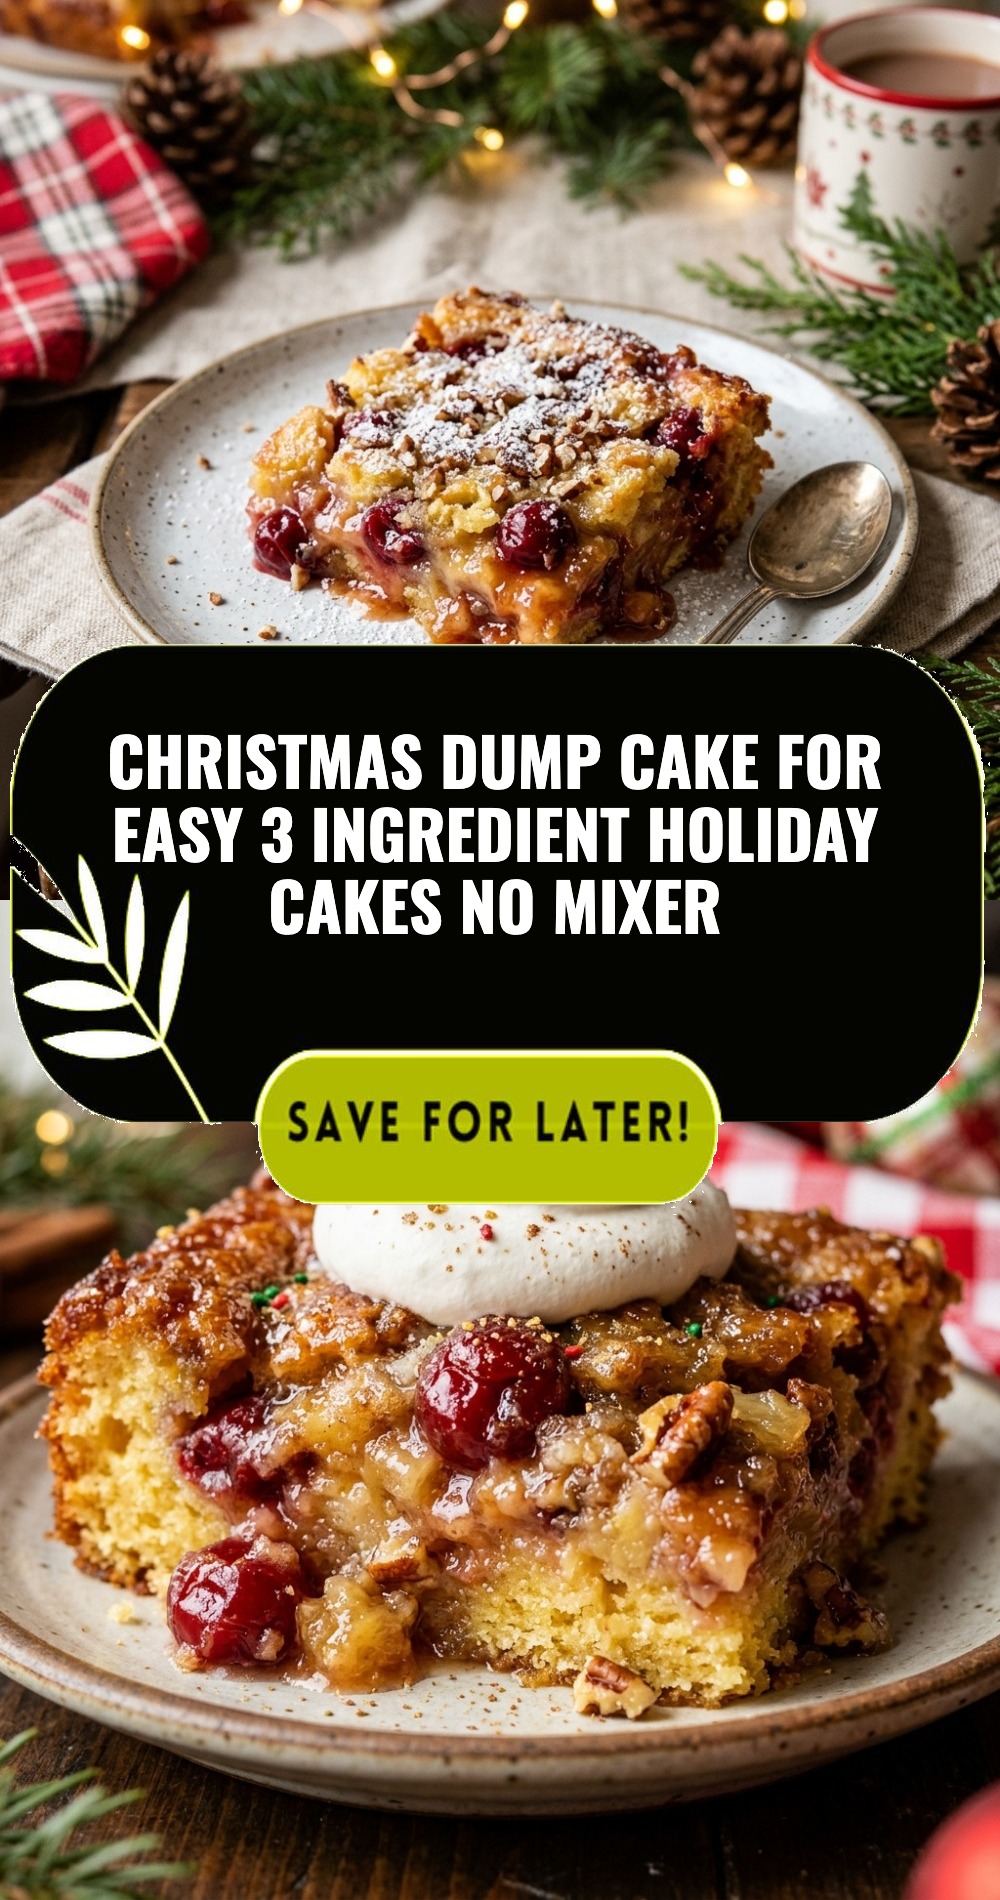 CHRISTMAS DUMP CAKE FOR
EASY 3 INGREDIENT HOLIDAY
CAKES NO MIXER
SAVE FOR LATER!